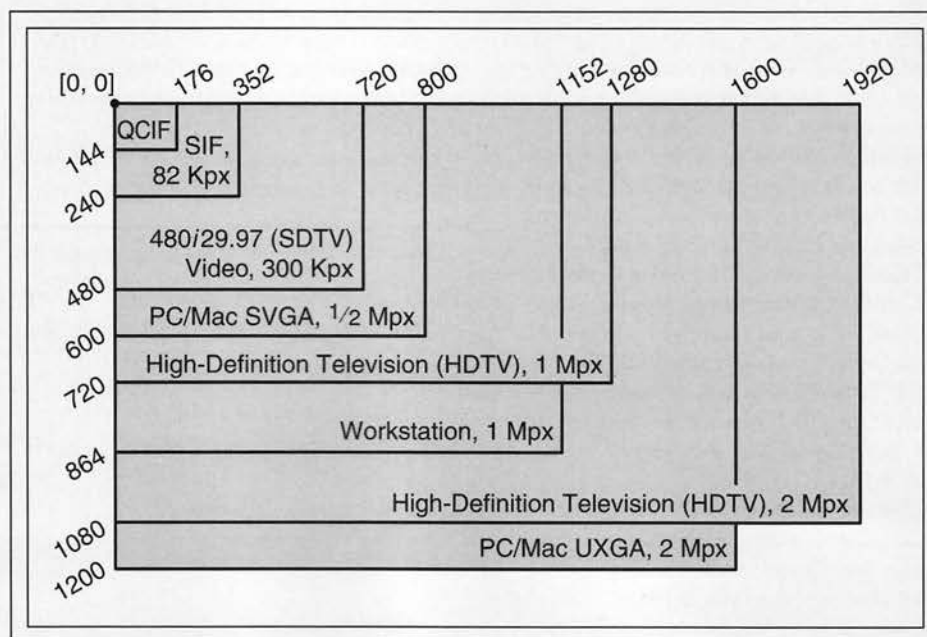 [0, 0] 176 352 720 800 1152 1280 1600 1920
QCIF
144
SIF,
82 Kpx
240
480i29.97 (SDTV)
Video, 300 Kpx
480
PC/Mac SVGA, 1/2 Mpx
600
High-Definition Television (HDTV), 1 Mpx
720
Workstation, 1 Mpx
864
High-Definition Television (HDTV), 2 Mpx
1080
PC/Mac UXGA, 2 Mpx
1200